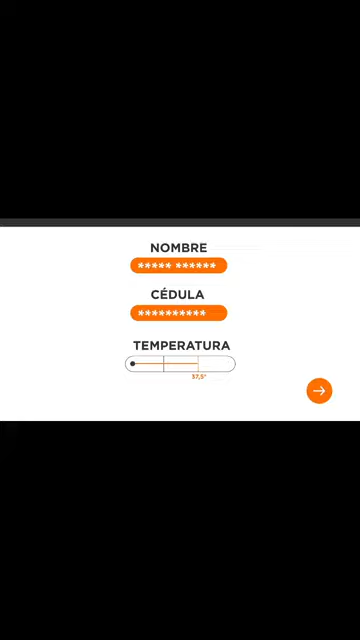 NOMBRE
***** ******
CÉDULA
**********
TEMPERATURA
37,5°